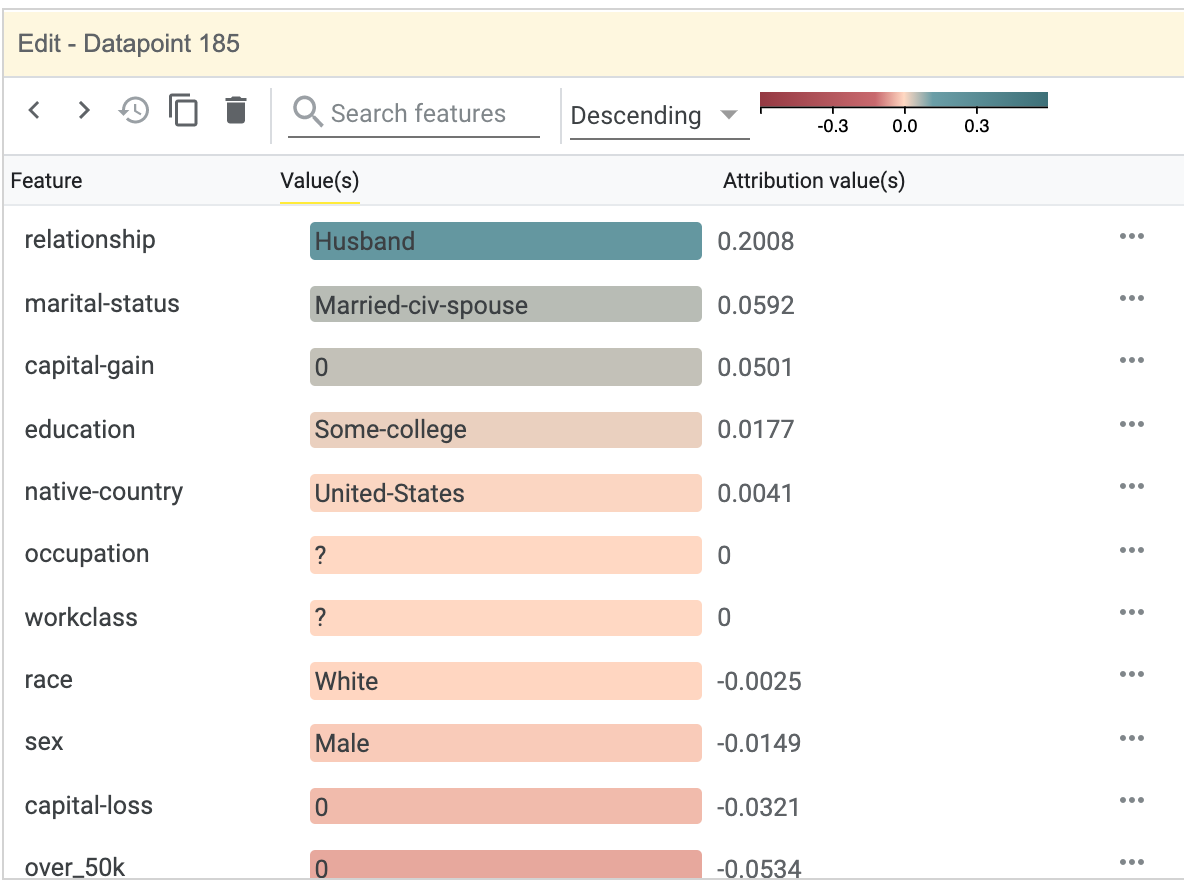 Edit - Datapoint 185
Search features
Descending
-0.3 0.0 0.3
Feature Value(s) Attribution value(s)
relationship Husband 0.2008
marital-status Married-civ-spouse 0.0592
capital-gain 0 0.0501
education Some-college 0.0177
native-country United-States 0.0041
occupation ? 0
workclass ? 0
race White -0.0025
sex Male -0.0149
capital-loss 0 -0.0321
over_50k 0 -0.0534